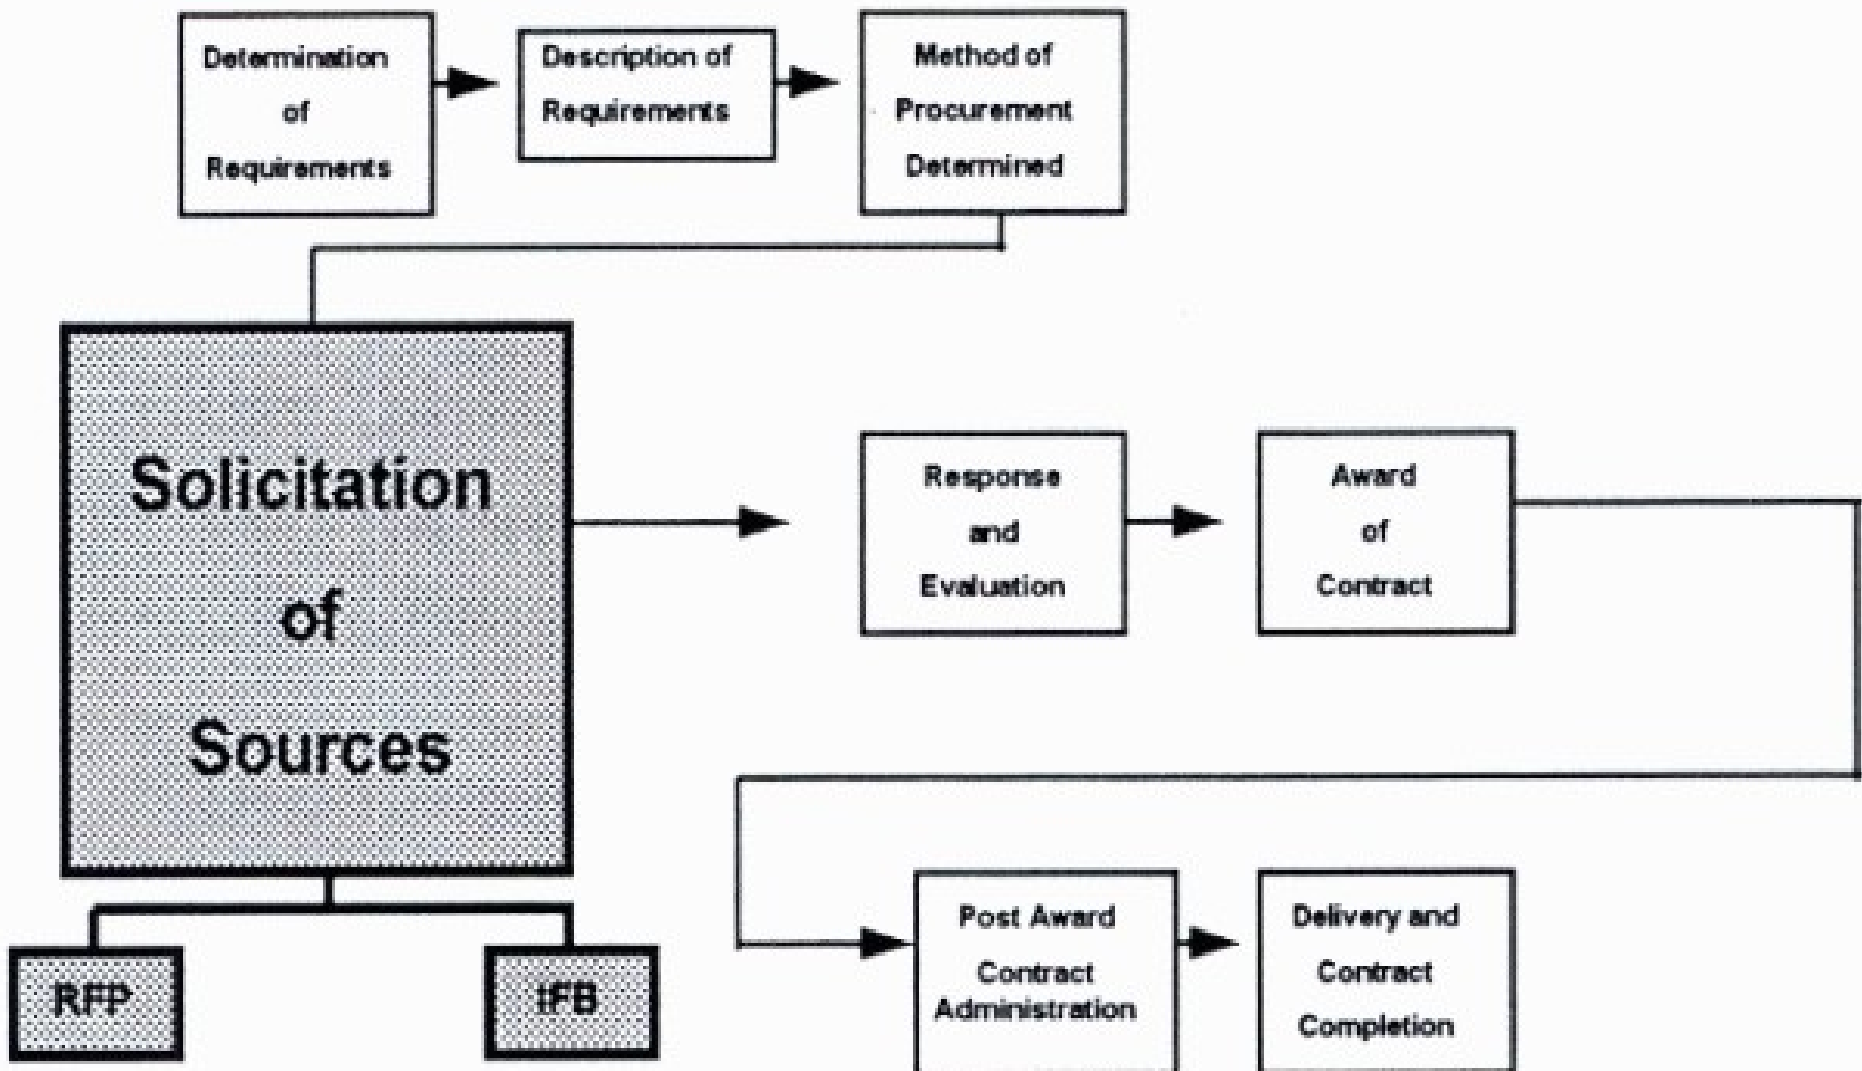 Determination
of
Requirements
Description of
Requirements
Method of
Procurement
Determined
Solicitation
of
Sources
Response
and
Evaluation
Award
of
Contract
RFP
IFB
Post Award
Contract
Administration
Delivery and
Contract
Completion